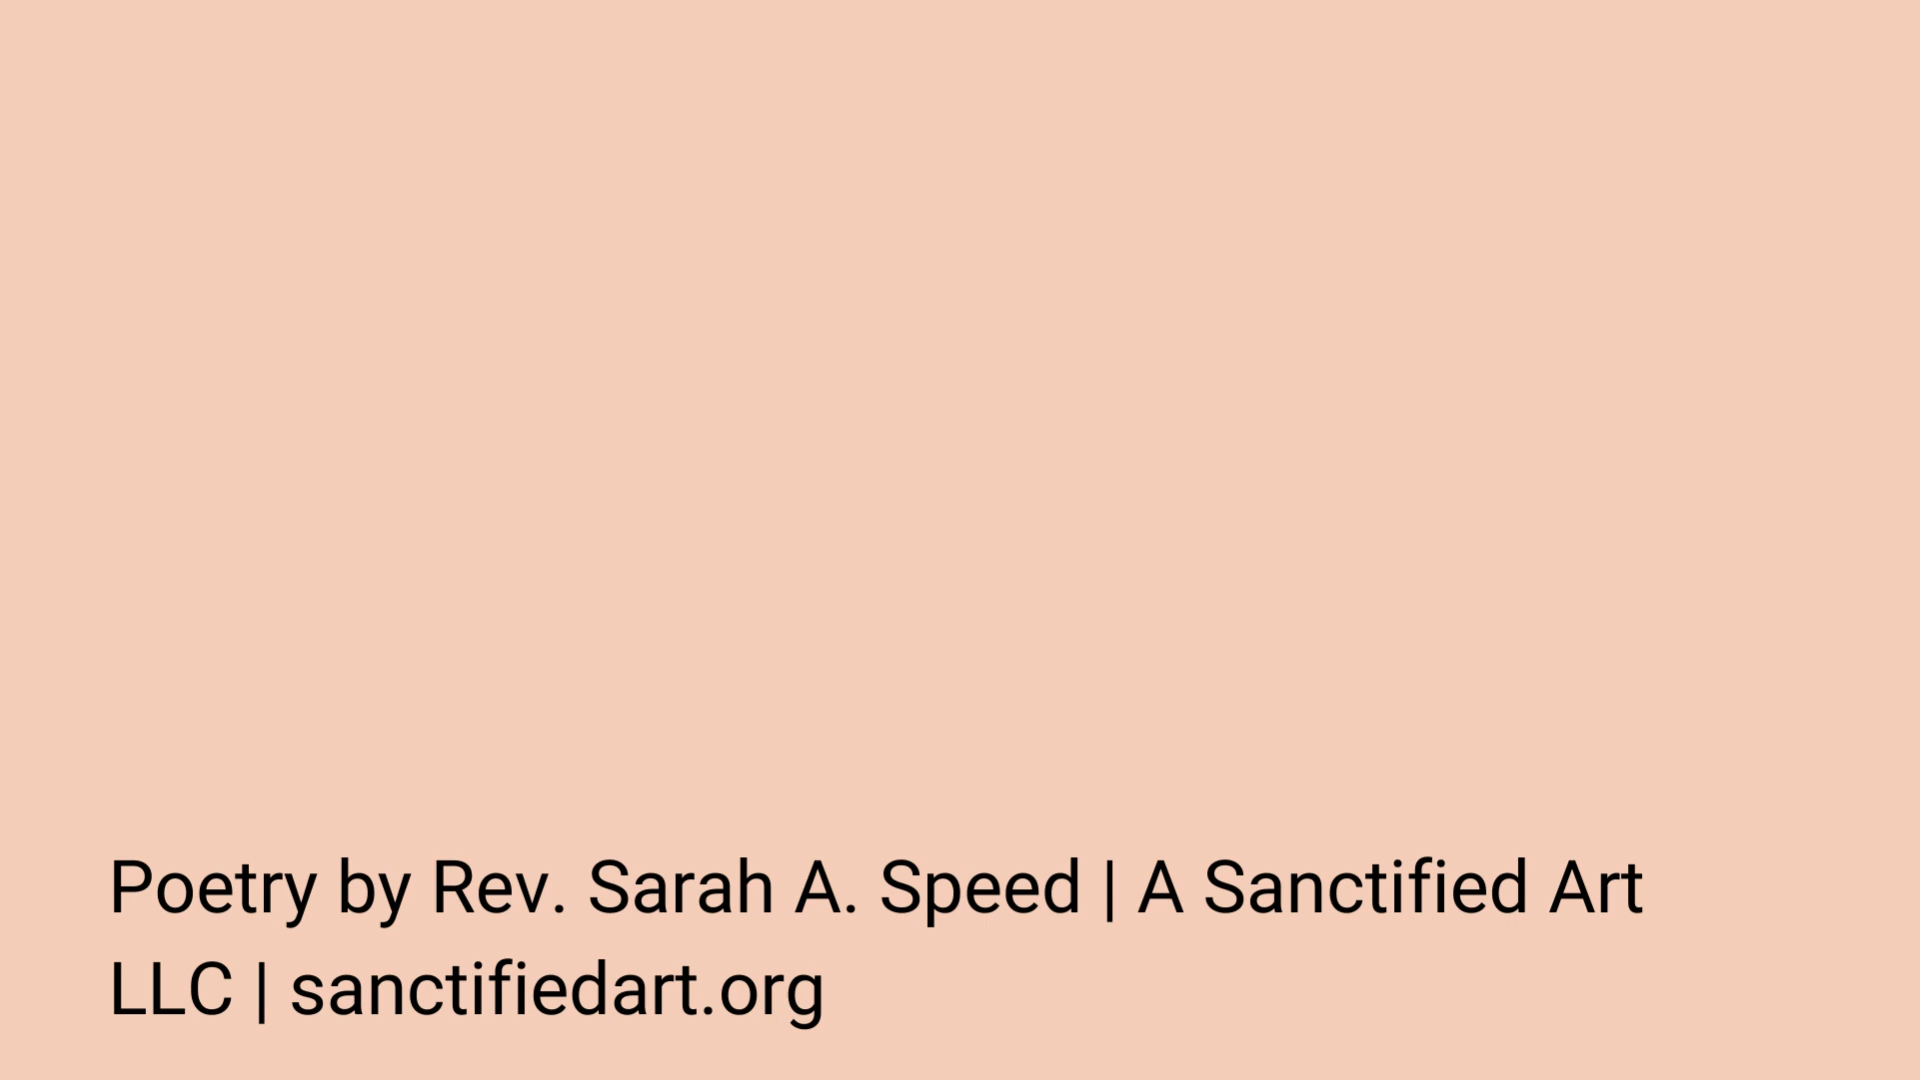 Poetry by Rev. Sarah A. Speed | A Sanctified Art
LLC | sanctifiedart.org